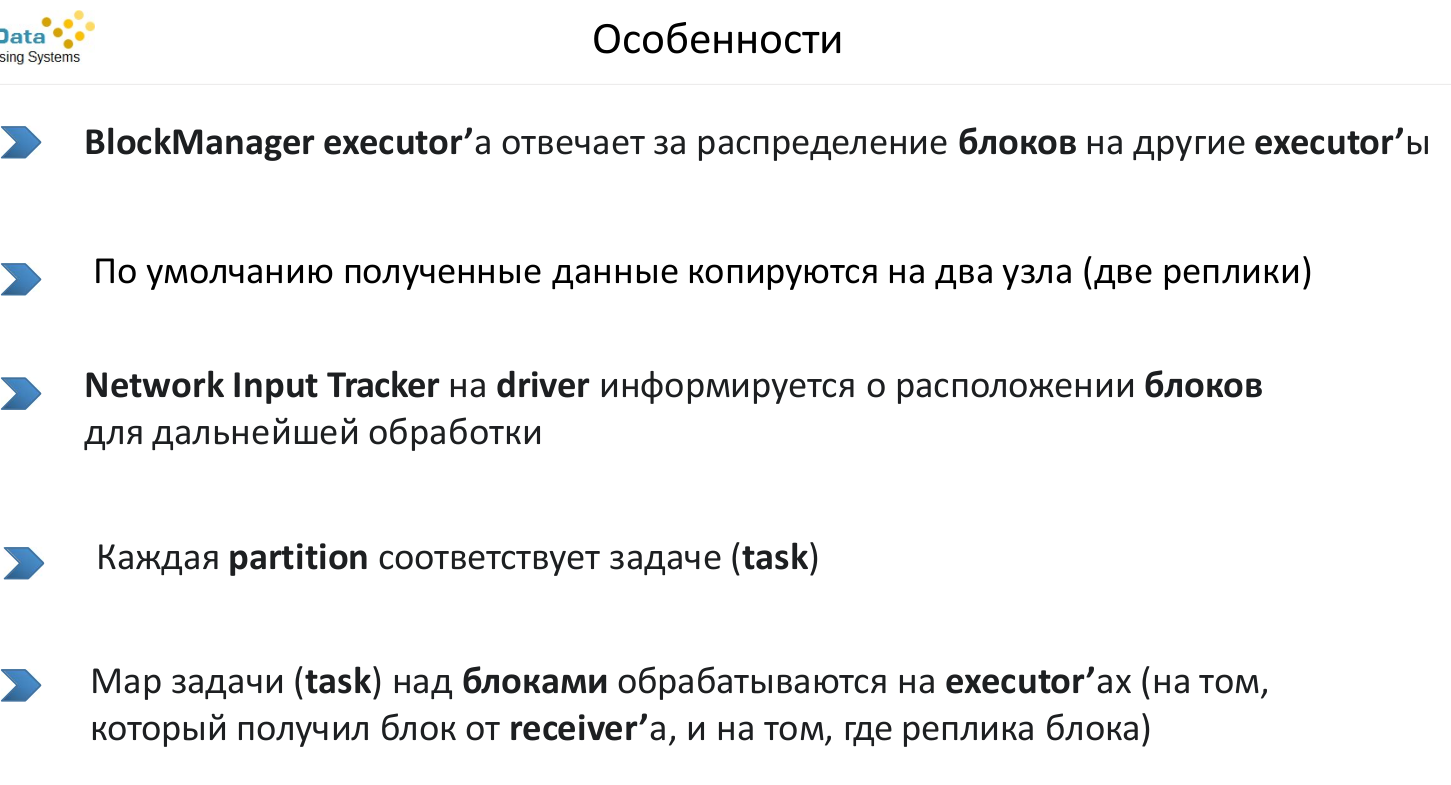 Data
sing Systems
Особенности
BlockManager executor’а отвечает за распределение блоков на другие executor’ы
По умолчанию полученные данные копируются на два узла (две реплики)
Network Input Tracker на driver информируется о расположении блоков
для дальнейшей обработки
Каждая partition соответствует задаче (task)
Map задачи (task) над блоками обрабатываются на executor’ах (на том,
который получил блок от receiver’а, и на том, где реплика блока)